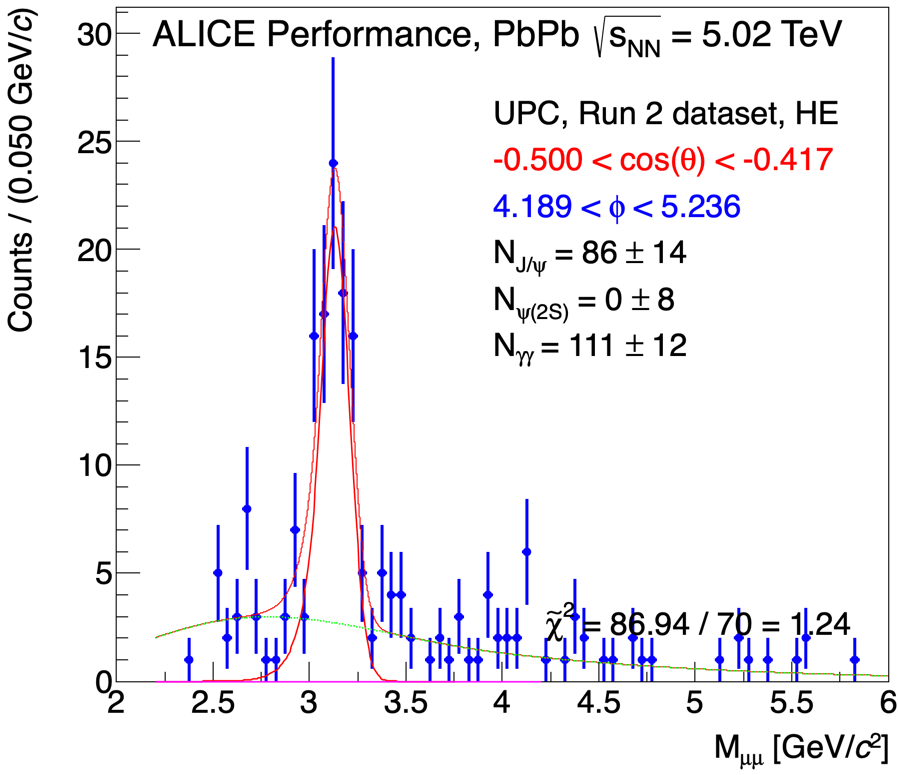 ALICE Performance, PbPb √sNN = 5.02 TeV
UPC, Run 2 dataset, HE
-0.500 < cos(θ) < -0.417
4.189 < ϕ < 5.236
NJ/ψ = 86 ± 14
Nψ(2S) = 0 ± 8
Nγγ = 111 ± 12
χ̃2 = 86.94 / 70 = 1.24
Counts / (0.050 GeV/c)
30
25
20
15
10
5
0
2 2.5 3 3.5 4 4.5 5 5.5 6
Mμμ [GeV/c2]